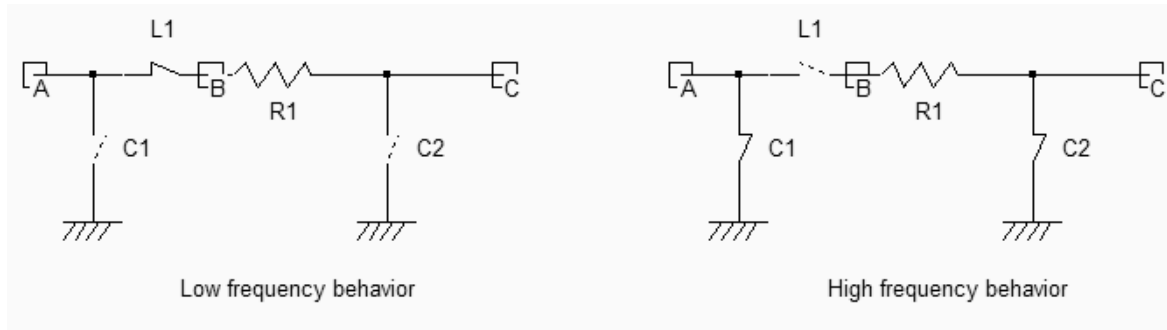 L1
A
B
C
R1
C1
C2
Low frequency behavior
L1
A
B
C
R1
C1
C2
High frequency behavior